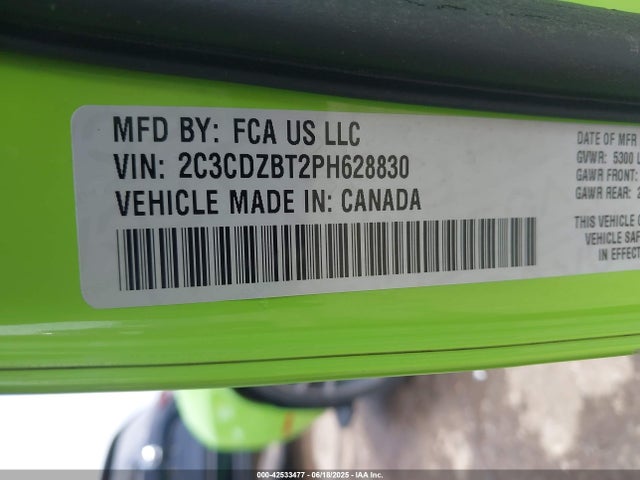 MFD BY: FCA US LLC
VIN: 2C3CDZBT2PH628830
VEHICLE MADE IN: CANADA
DATE OF MFR
GVWR: 5300 L
GAWR FRONT:
GAWR REAR: 2
THIS VEHICLE
VEHICLE SAF
IN EFFECT
000-42533477 - 06/18/2025 - IAA Inc.